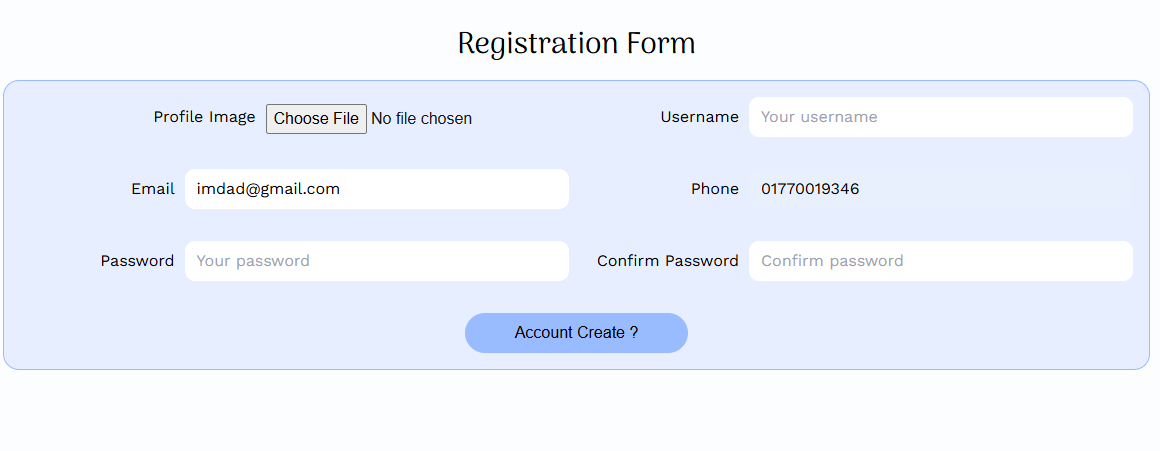 Registration Form
Profile Image Choose File No file chosen Username Your username
Email imdad@gmail.com Phone 01770019346
Password Your password Confirm Password Confirm password
Account Create ?